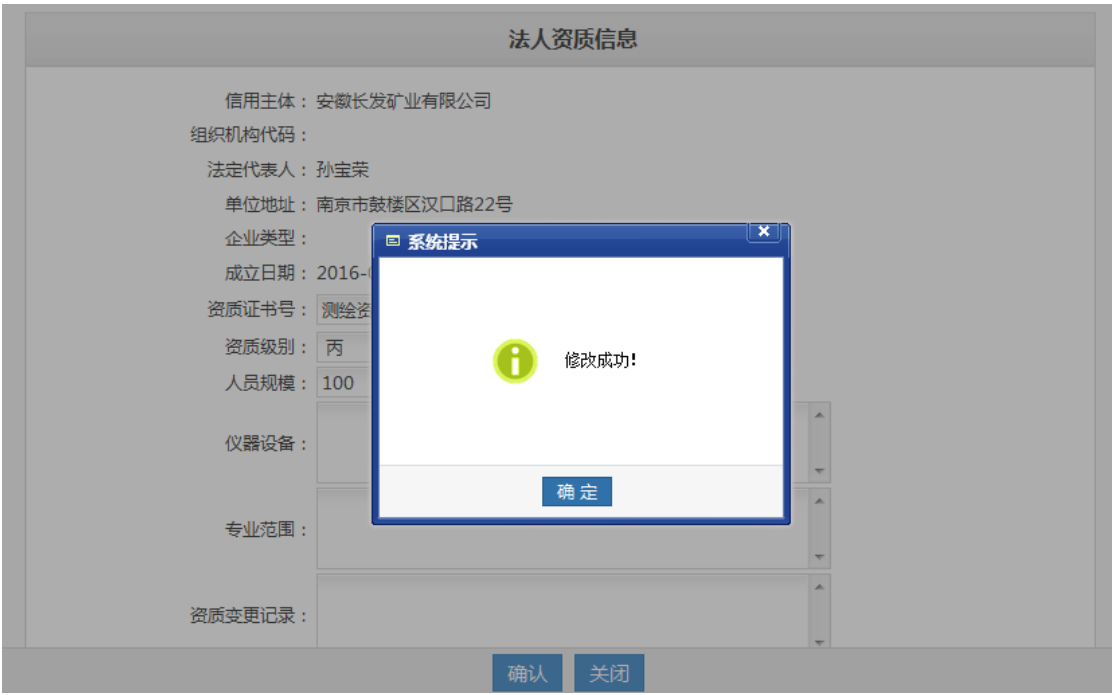 法人资质信息
信用主体：安徽长发矿业有限公司
组织机构代码：
法定代表人：孙宝荣
单位地址：南京市鼓楼区汉口路22号
企业类型：
系统提示
成立日期：2016-
资质证书号：测绘资
资质级别：丙
修改成功!
人员规模：100
仪器设备：
确定
专业范围：
资质变更记录：
确认
关闭